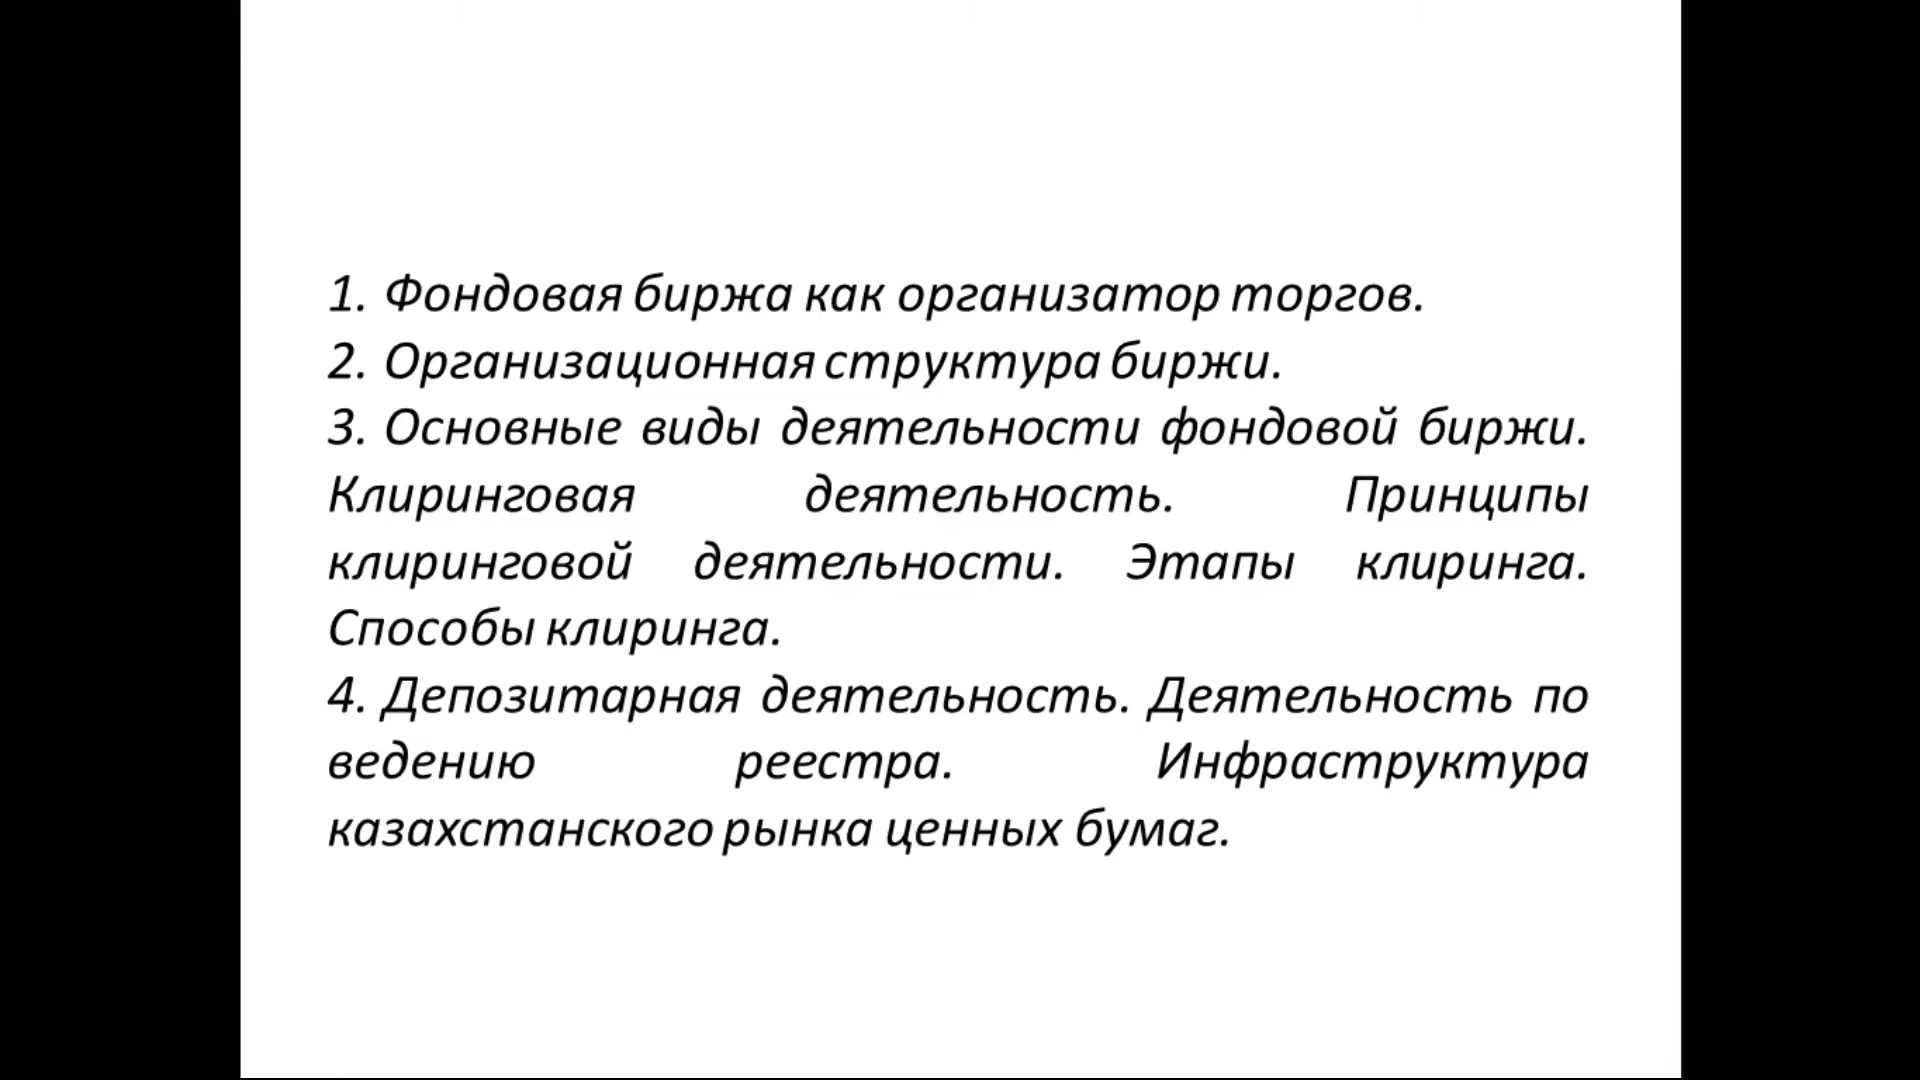 1. Фондовая биржа как организатор торгов.
2. Организационная структура биржи.
3. Основные виды деятельности фондовой биржи.
Клиринговая деятельность. Принципы
клиринговой деятельности. Этапы клиринга.
Способы клиринга.
4. Депозитарная деятельность. Деятельность по
ведению реестра. Инфраструктура
казахстанского рынка ценных бумаг.